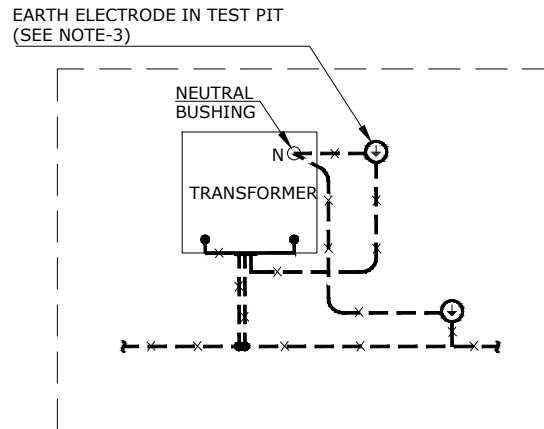 EARTH ELECTRODE IN TEST PIT
(SEE NOTE-3)
NEUTRAL
BUSHING
N
TRANSFORMER